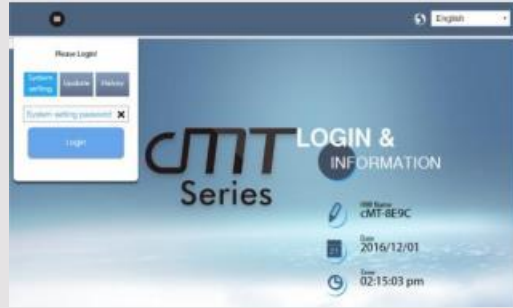 English
Please Login!
System setting
Update
History
System setting password
Login
cMT
Series
LOGIN &
INFORMATION
HMI Name
cMT-8E9C
Date
2016/12/01
Time
02:15:03 pm